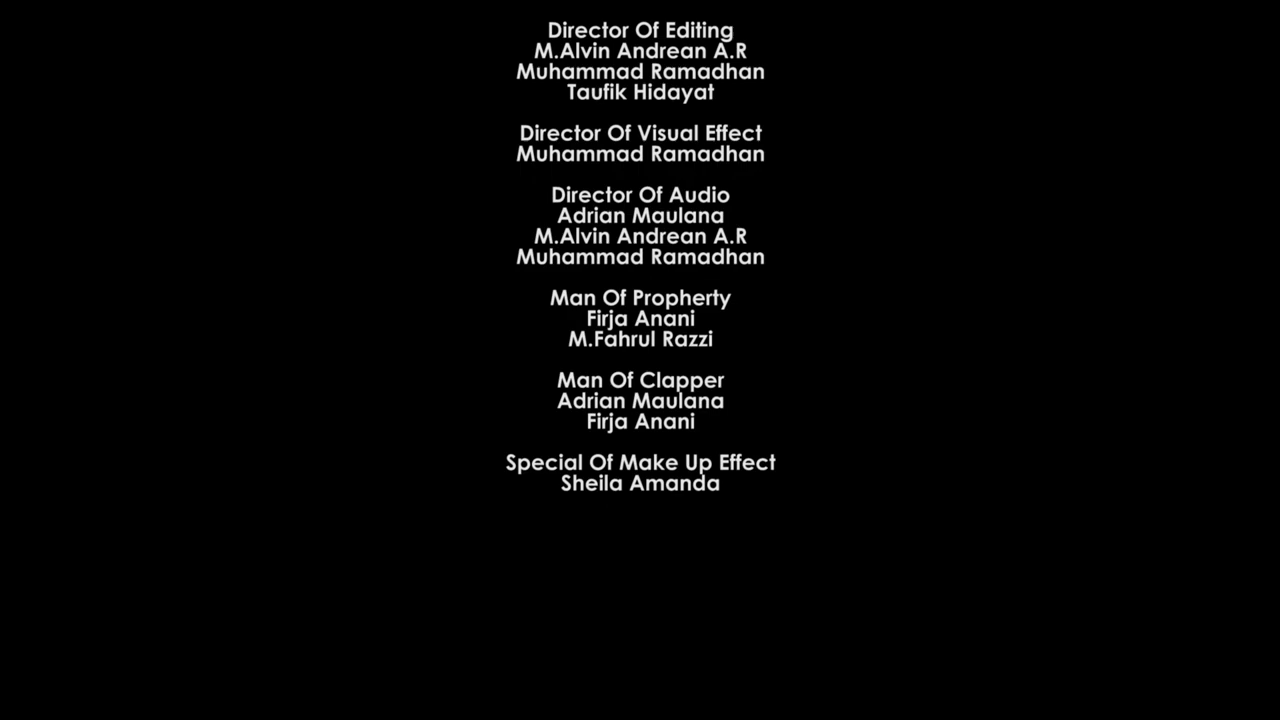 Director Of Editing
M.Alvin Andrean A.R
Muhammad Ramadhan
Taufik Hidayat
Director Of Visual Effect
Muhammad Ramadhan
Director Of Audio
Adrian Maulana
M.Alvin Andrean A.R
Muhammad Ramadhan
Man Of Propherty
Firja Anani
M.Fahrul Razzi
Man Of Clapper
Adrian Maulana
Firja Anani
Special Of Make Up Effect
Sheila Amanda